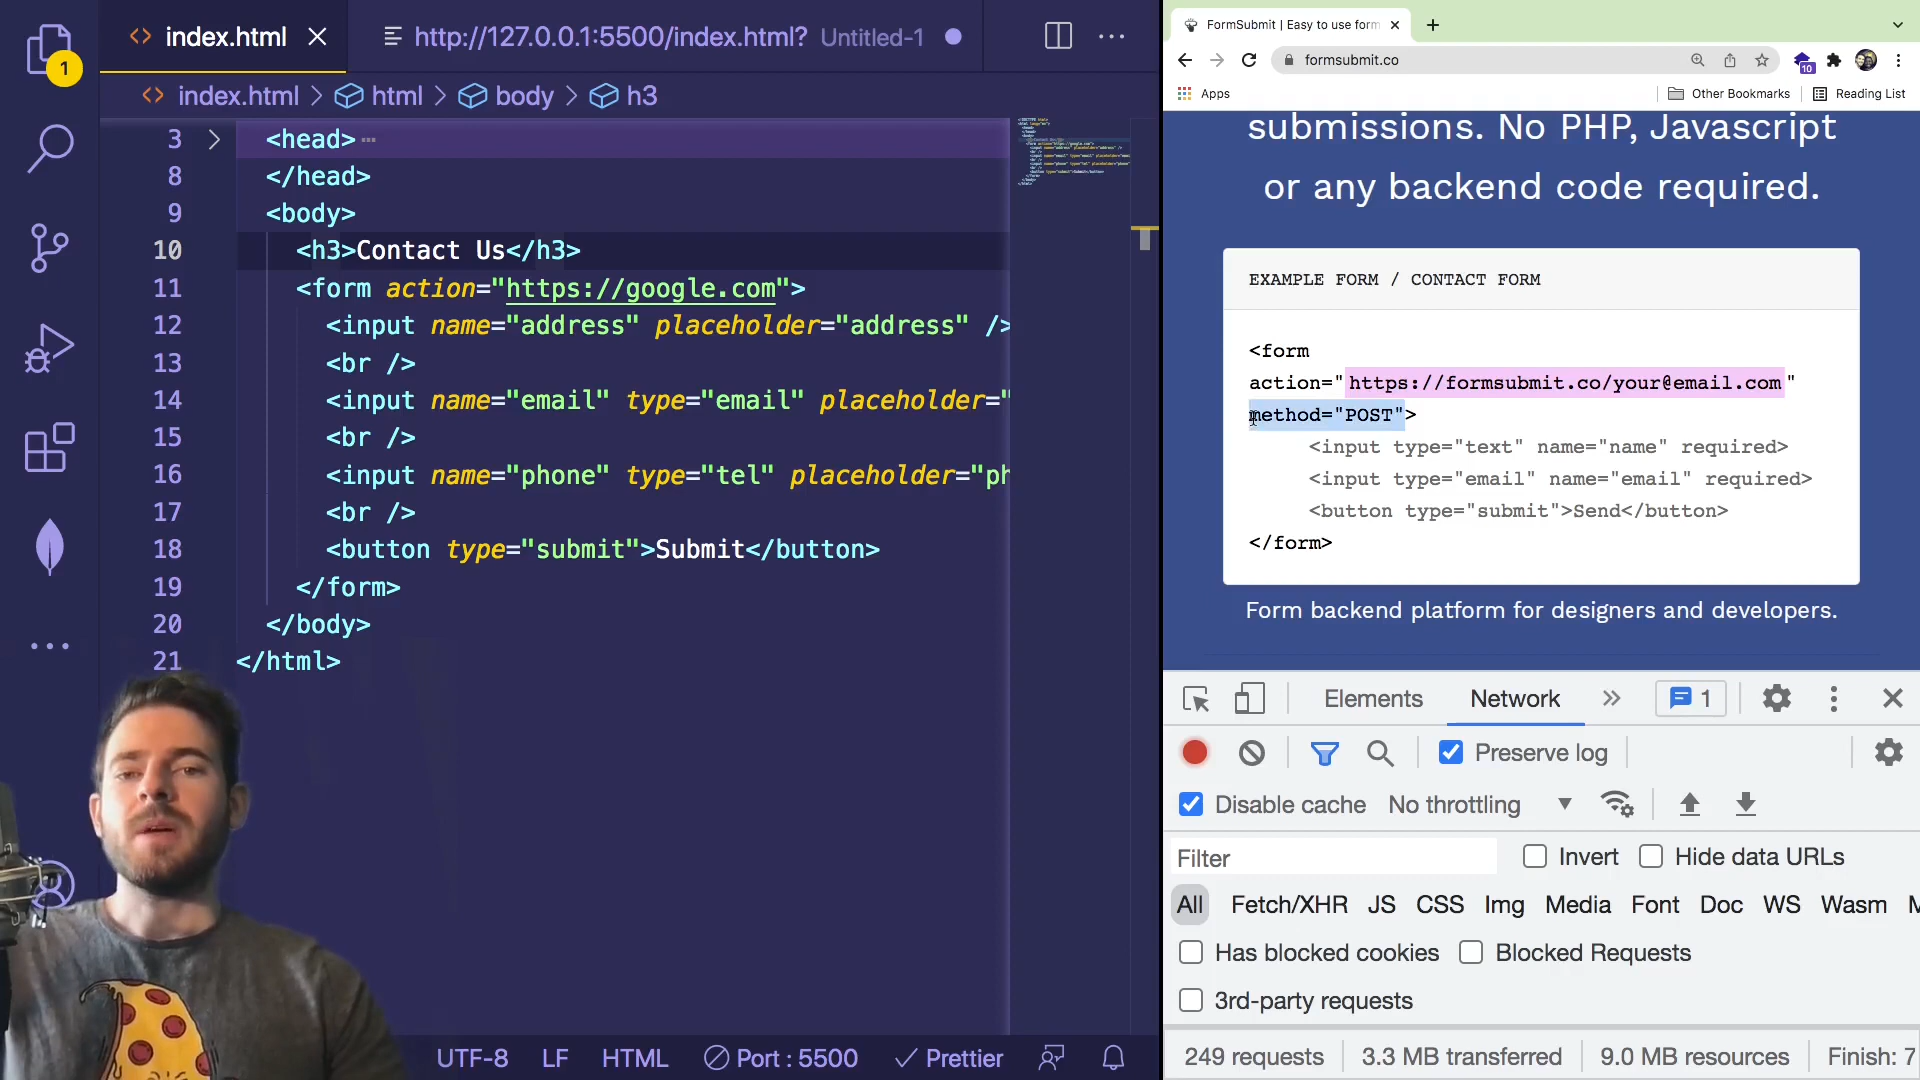 index.html
http://127.0.0.1:5500/index.html? Untitled-1
1
index.html > html > body > h3
3 <head>
8 </head>
9 <body>
10 <h3>Contact Us</h3>
11 <form action="https://google.com">
12 <input name="address" placeholder="address" />
13 <br />
14 <input name="email" type="email" placeholder="
15 <br />
16 <input name="phone" type="tel" placeholder="ph
17 <br />
18 <button type="submit">Submit</button>
19 </form>
20 </body>
21 </html>
UTF-8 LF HTML Port : 5500 Prettier
FormSubmit | Easy to use form
formsubmit.co
10
Apps Other Bookmarks Reading List
submissions. No PHP, Javascript
or any backend code required.
EXAMPLE FORM / CONTACT FORM
<form
action="https://formsubmit.co/your@email.com"
method="POST">
<input type="text" name="name" required>
<input type="email" name="email" required>
<button type="submit">Send</button>
</form>
Form backend platform for designers and developers.
Elements Network 1
Preserve log
Disable cache No throttling
Filter Invert Hide data URLs
All Fetch/XHR JS CSS Img Media Font Doc WS Wasm M
Has blocked cookies Blocked Requests
3rd-party requests
249 requests 3.3 MB transferred 9.0 MB resources Finish: 7